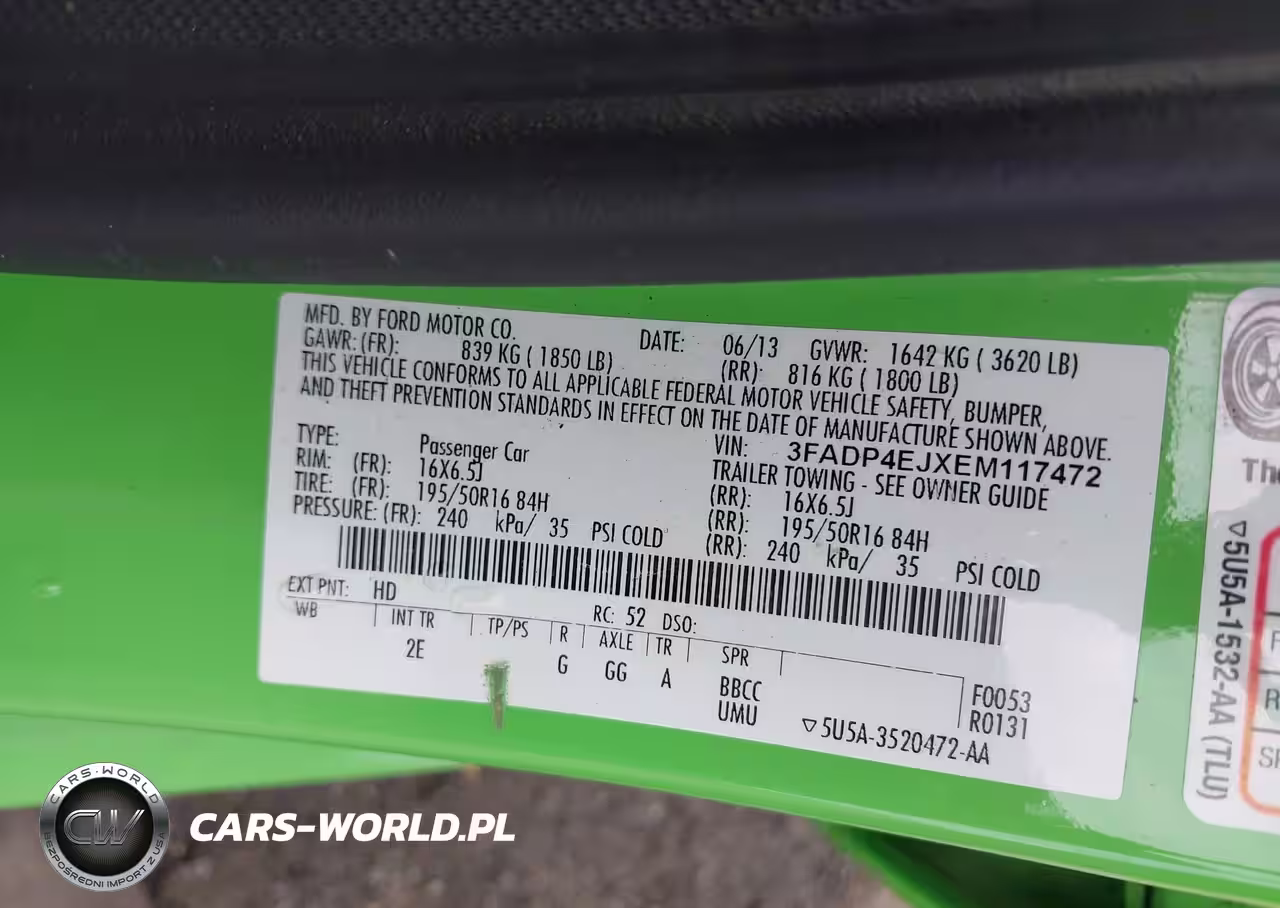 MFD. BY FORD MOTOR CO.
DATE: 06/13 GVWR: 1642 KG ( 3620 LB)
GAWR: (FR): 839 KG ( 1850 LB) (RR): 816 KG ( 1800 LB)
THIS VEHICLE CONFORMS TO ALL APPLICABLE FEDERAL MOTOR VEHICLE SAFETY, BUMPER,
AND THEFT PREVENTION STANDARDS IN EFFECT ON THE DATE OF MANUFACTURE SHOWN ABOVE.
VIN: 3FADP4EJXEM117472
TYPE: Passenger Car TRAILER TOWING - SEE OWNER GUIDE
RIM: (FR): 16X6.5J (RR): 16X6.5J
TIRE: (FR): 195/50R16 84H (RR): 195/50R16 84H
PRESSURE: (FR): 240 kPa/ 35 PSI COLD (RR): 240 kPa/ 35 PSI COLD
EXT PNT: HD RC: 52 DSO:
WB INT TR TP/PS R AXLE TR SPR
2E G GG A BBCC F0053
UMU R0131
▽5U5A-3520472-AA
▽5U5A-1532-AA (TLU)
CARS-WORLD
CW
BEZPOŚREDNI IMPORT Z USA
CARS-WORLD.PL